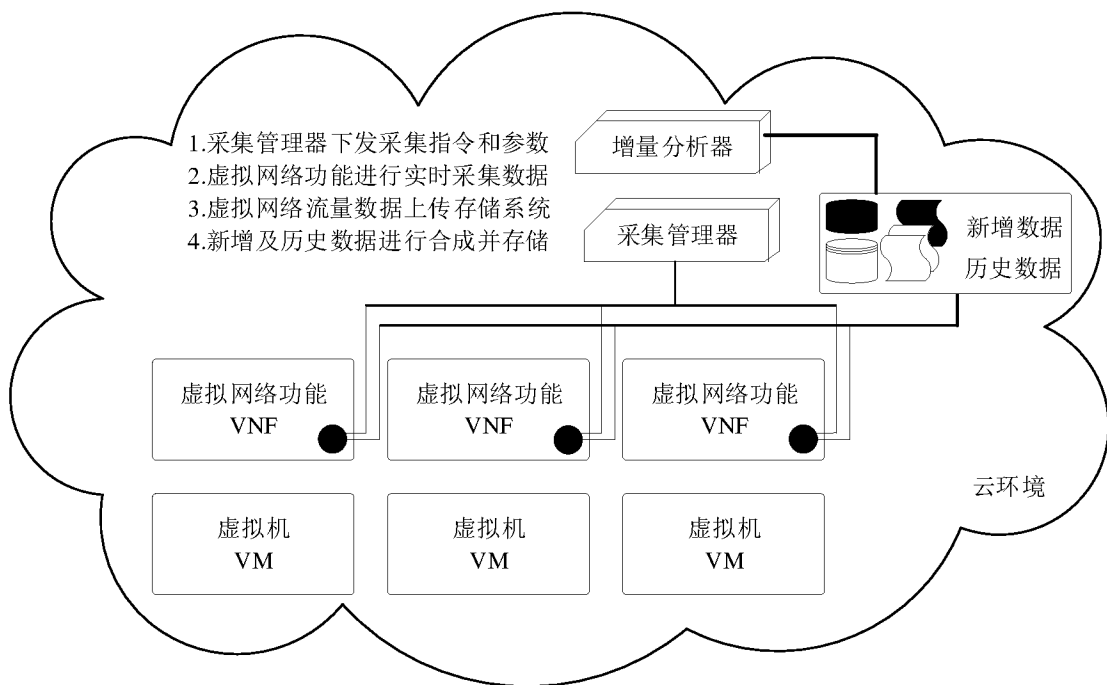 1.采集管理器下发采集指令和参数
2.虚拟网络功能进行实时采集数据
3.虚拟网络流量数据上传存储系统
4.新增及历史数据进行合成并存储
增量分析器
采集管理器
新增数据
历史数据
虚拟网络功能
VNF
虚拟网络功能
VNF
虚拟网络功能
VNF
云环境
虚拟机
VM
虚拟机
VM
虚拟机
VM